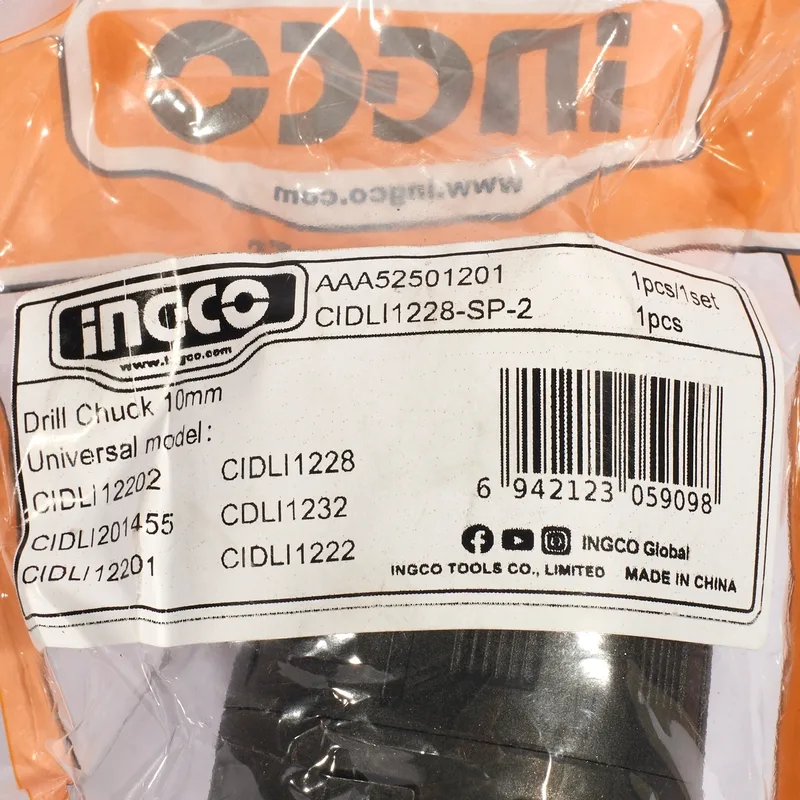 INGCO
www.ingco.com
INGCO
www.ingco.com
AAA52501201 1pcs/1set
CIDLI1228-SP-2 1pcs
Drill Chuck 10mm
Universal model:
CIDLI12202 CIDLI1228
CIDLI201455 CDLI1232
CIDLI12201 CIDLI1222
6 942123 059098
INGCO Global
INGCO TOOLS CO., LIMITED MADE IN CHINA